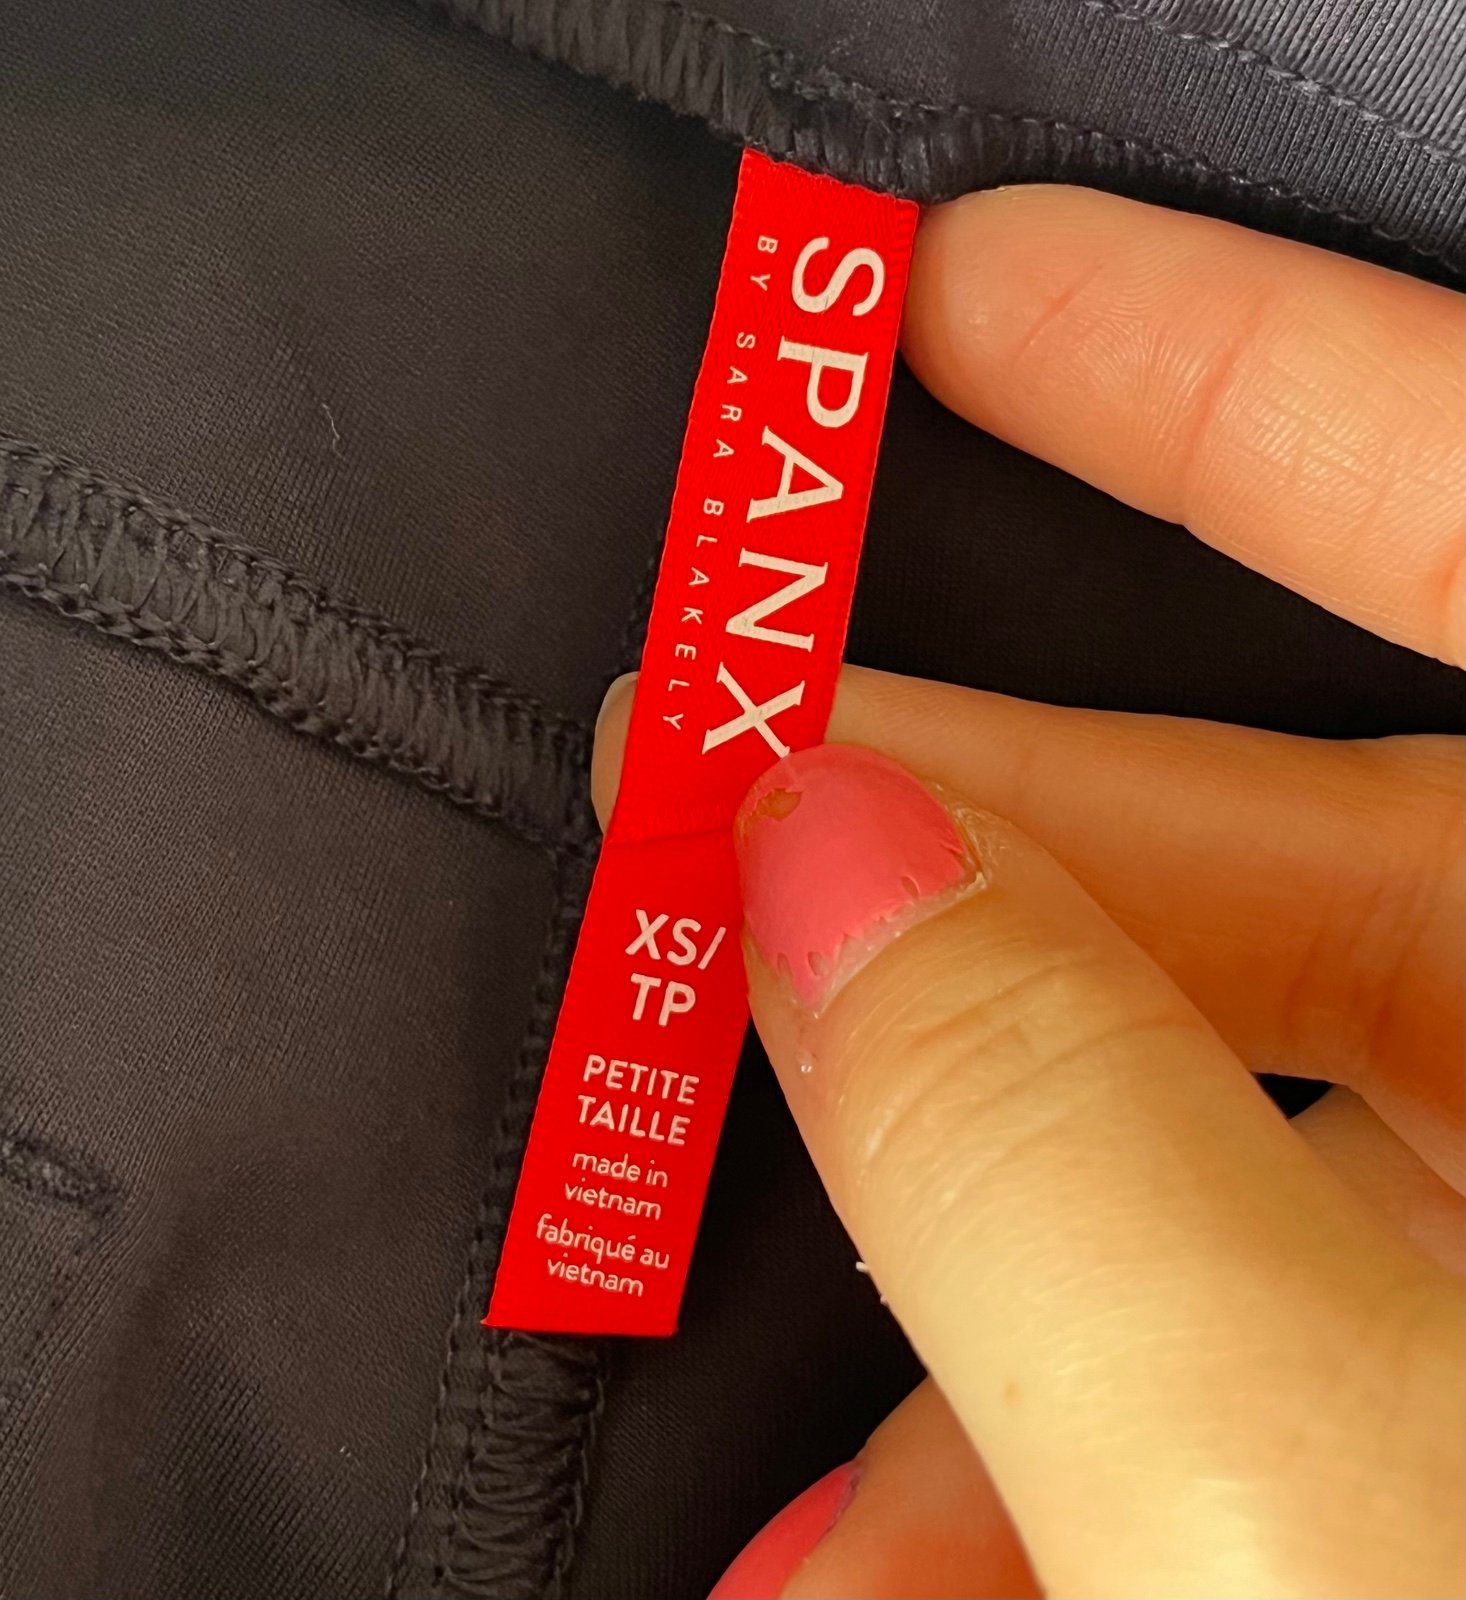 SPANX
BY SARA BLAKELY
XS/
TP
PETITE
TAILLE
made in
vietnam
fabriqué au
vietnam